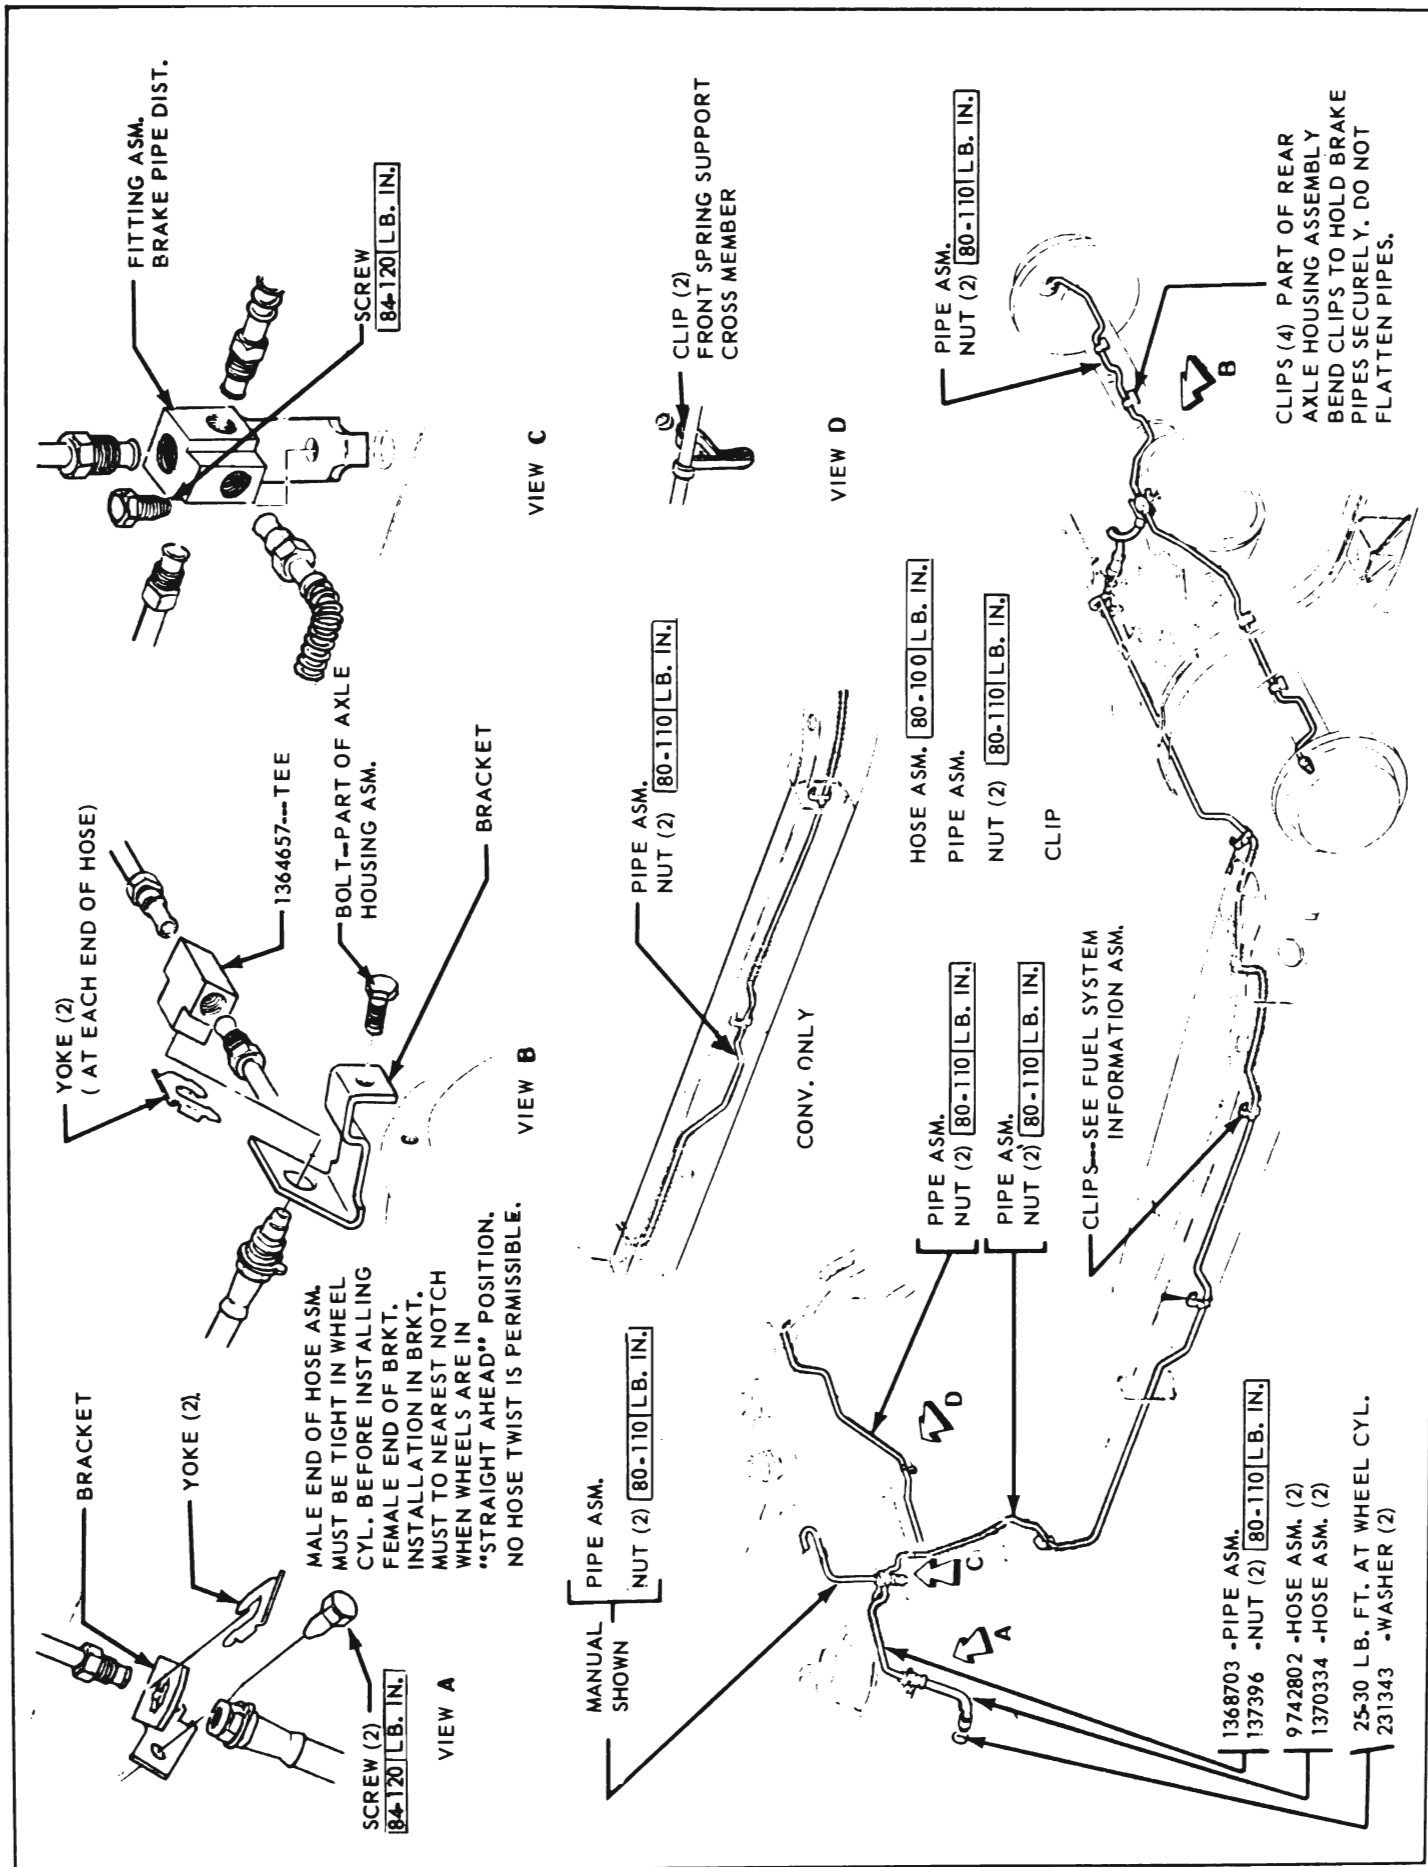 BRACKET
YOKE (2)
SCREW (2)
84-120 LB. IN.
VIEW A
MALE END OF HOSE ASM.
MUST BE TIGHT IN WHEEL
CYL. BEFORE INSTALLING
FEMALE END OF BRKT.
INSTALLATION IN BRKT.
MUST TO NEAREST NOTCH
WHEN WHEELS ARE IN
"STRAIGHT AHEAD" POSITION.
NO HOSE TWIST IS PERMISSIBLE.
YOKE (2)
( AT EACH END OF HOSE)
1364657---TEE
BOLT--PART OF AXLE
HOUSING ASM.
BRACKET
VIEW B
FITTING ASM.
BRAKE PIPE DIST.
SCREW
84-120 LB. IN.
VIEW C
MANUAL
SHOWN
PIPE ASM.
NUT (2) 80-110 LB. IN.
PIPE ASM.
NUT (2) 80-110 LB. IN.
CONV. ONLY
CLIP (2)
FRONT SPRING SUPPORT
CROSS MEMBER
VIEW D
HOSE ASM. 80-100 LB. IN.
PIPE ASM.
NUT (2) 80-110 LB. IN.
CLIP
PIPE ASM.
NUT (2) 80-110 LB. IN.
PIPE ASM.
NUT (2) 80-110 LB. IN.
PIPE ASM.
NUT (2) 80-110 LB. IN.
CLIPS---SEE FUEL SYSTEM
INFORMATION ASM.
D
C
A
B
CLIPS (4) PART OF REAR
AXLE HOUSING ASSEMBLY
BEND CLIPS TO HOLD BRAKE
PIPES SECURELY. DO NOT
FLATTEN PIPES.
1368703 -PIPE ASM.
137396 -NUT (2) 80-110 LB. IN.
9742802 -HOSE ASM. (2)
1370334 -HOSE ASM. (2)
25-30 LB. FT. AT WHEEL CYL.
231343 -WASHER (2)